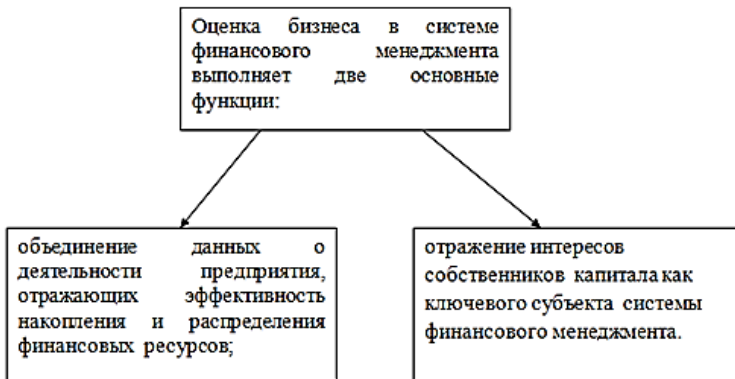 Оценка бизнеса в системе
финансового менеджмента
выполняет две основные
функции:
объединение данных о
деятельности предприятия,
отражающих эффективность
накопления и распределения
финансовых ресурсов;
отражение интересов
собственников капитала как
ключевого субъекта системы
финансового менеджмента.